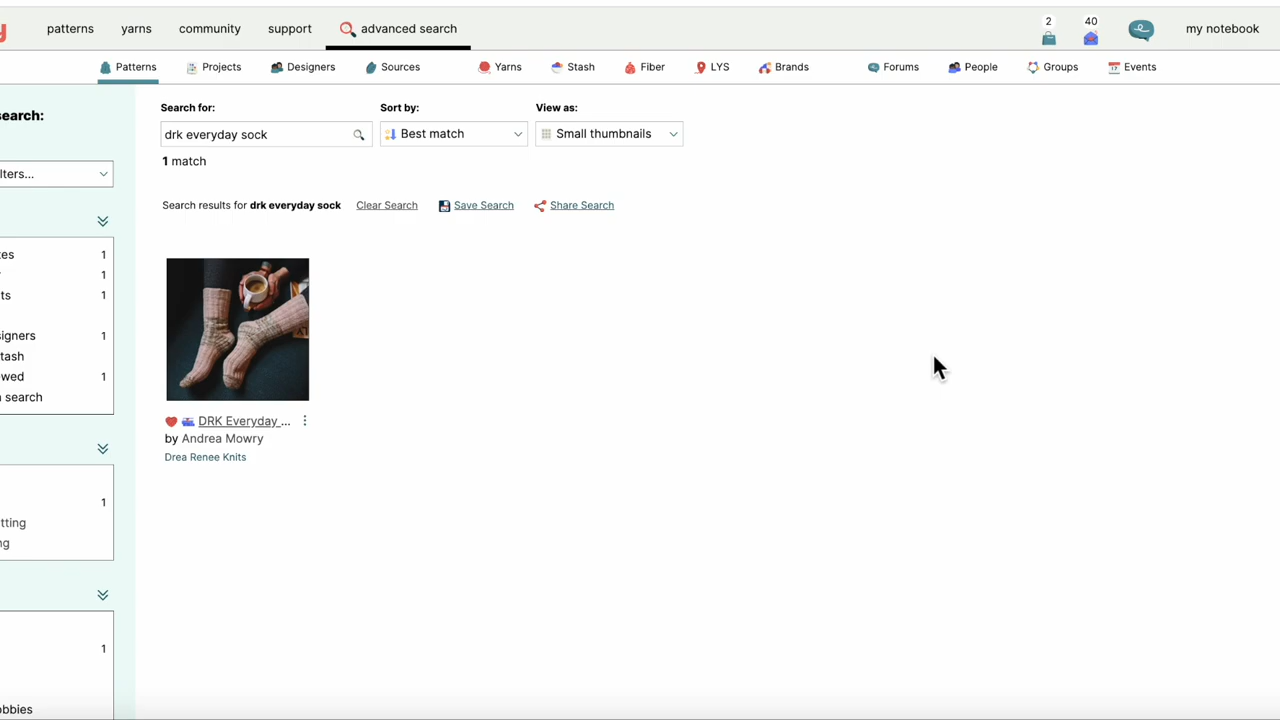 patterns yarns community support advanced search 2 40 my notebook
Patterns Projects Designers Sources Yarns Stash Fiber LYS Brands Forums People Groups Events
earch:
Search for: Sort by: View as:
drk everyday sock Best match Small thumbnails
1 match
lters...
Search results for drk everyday sock Clear Search Save Search Share Search
tes 1
1
ts 1
signers 1
tash
wed 1
search
DRK Everyday ...
by Andrea Mowry
Drea Renee Knits
1
tting
ng
1
obbies